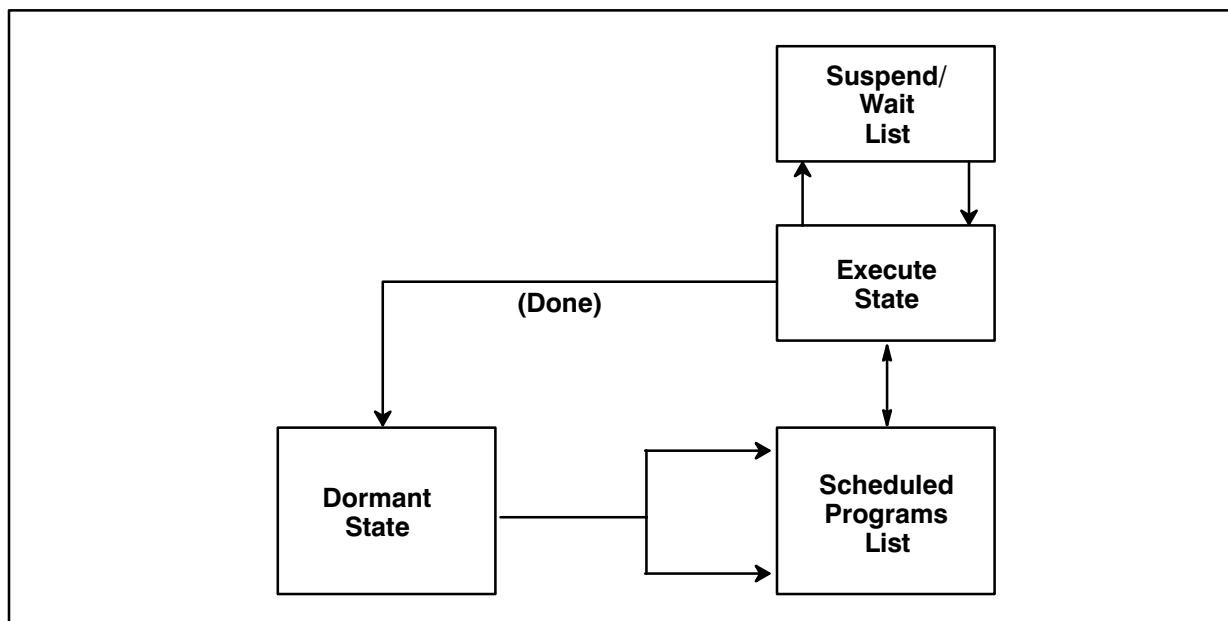 Suspend/
Wait
List
Execute
State
(Done)
Dormant
State
Scheduled
Programs
List